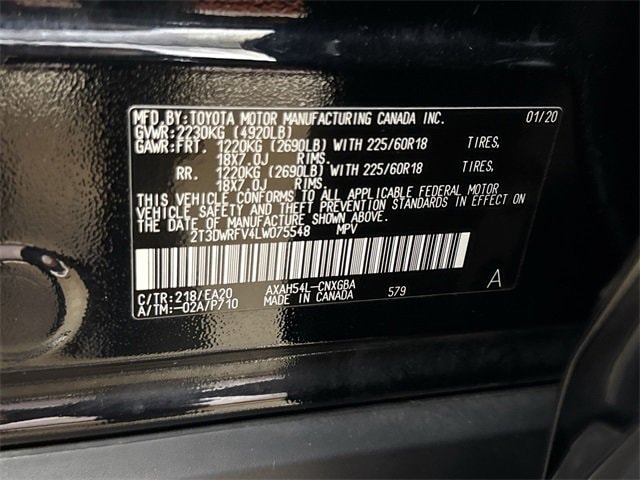 MFD.BY:TOYOTA MOTOR MANUFACTURING CANADA INC. 01/20
GVWR:2230KG (4920LB)
GAWR:FRT. 1220KG (2690LB) WITH 225/60R18 TIRES,
18X7.0J RIMS.
RR. 1220KG (2690LB) WITH 225/60R18 TIRES,
18X7.0J RIMS.
THIS VEHICLE CONFORMS TO ALL APPLICABLE FEDERAL MOTOR
VEHICLE SAFETY AND THEFT PREVENTION STANDARDS IN EFFECT ON
THE DATE OF MANUFACTURE SHOWN ABOVE.
2T3DWRFV4LW075548 MPV
C/TR:218/EA20 AXAH54L-CNXGBA
A/TM:-02A/P710 MADE IN CANADA 579 A